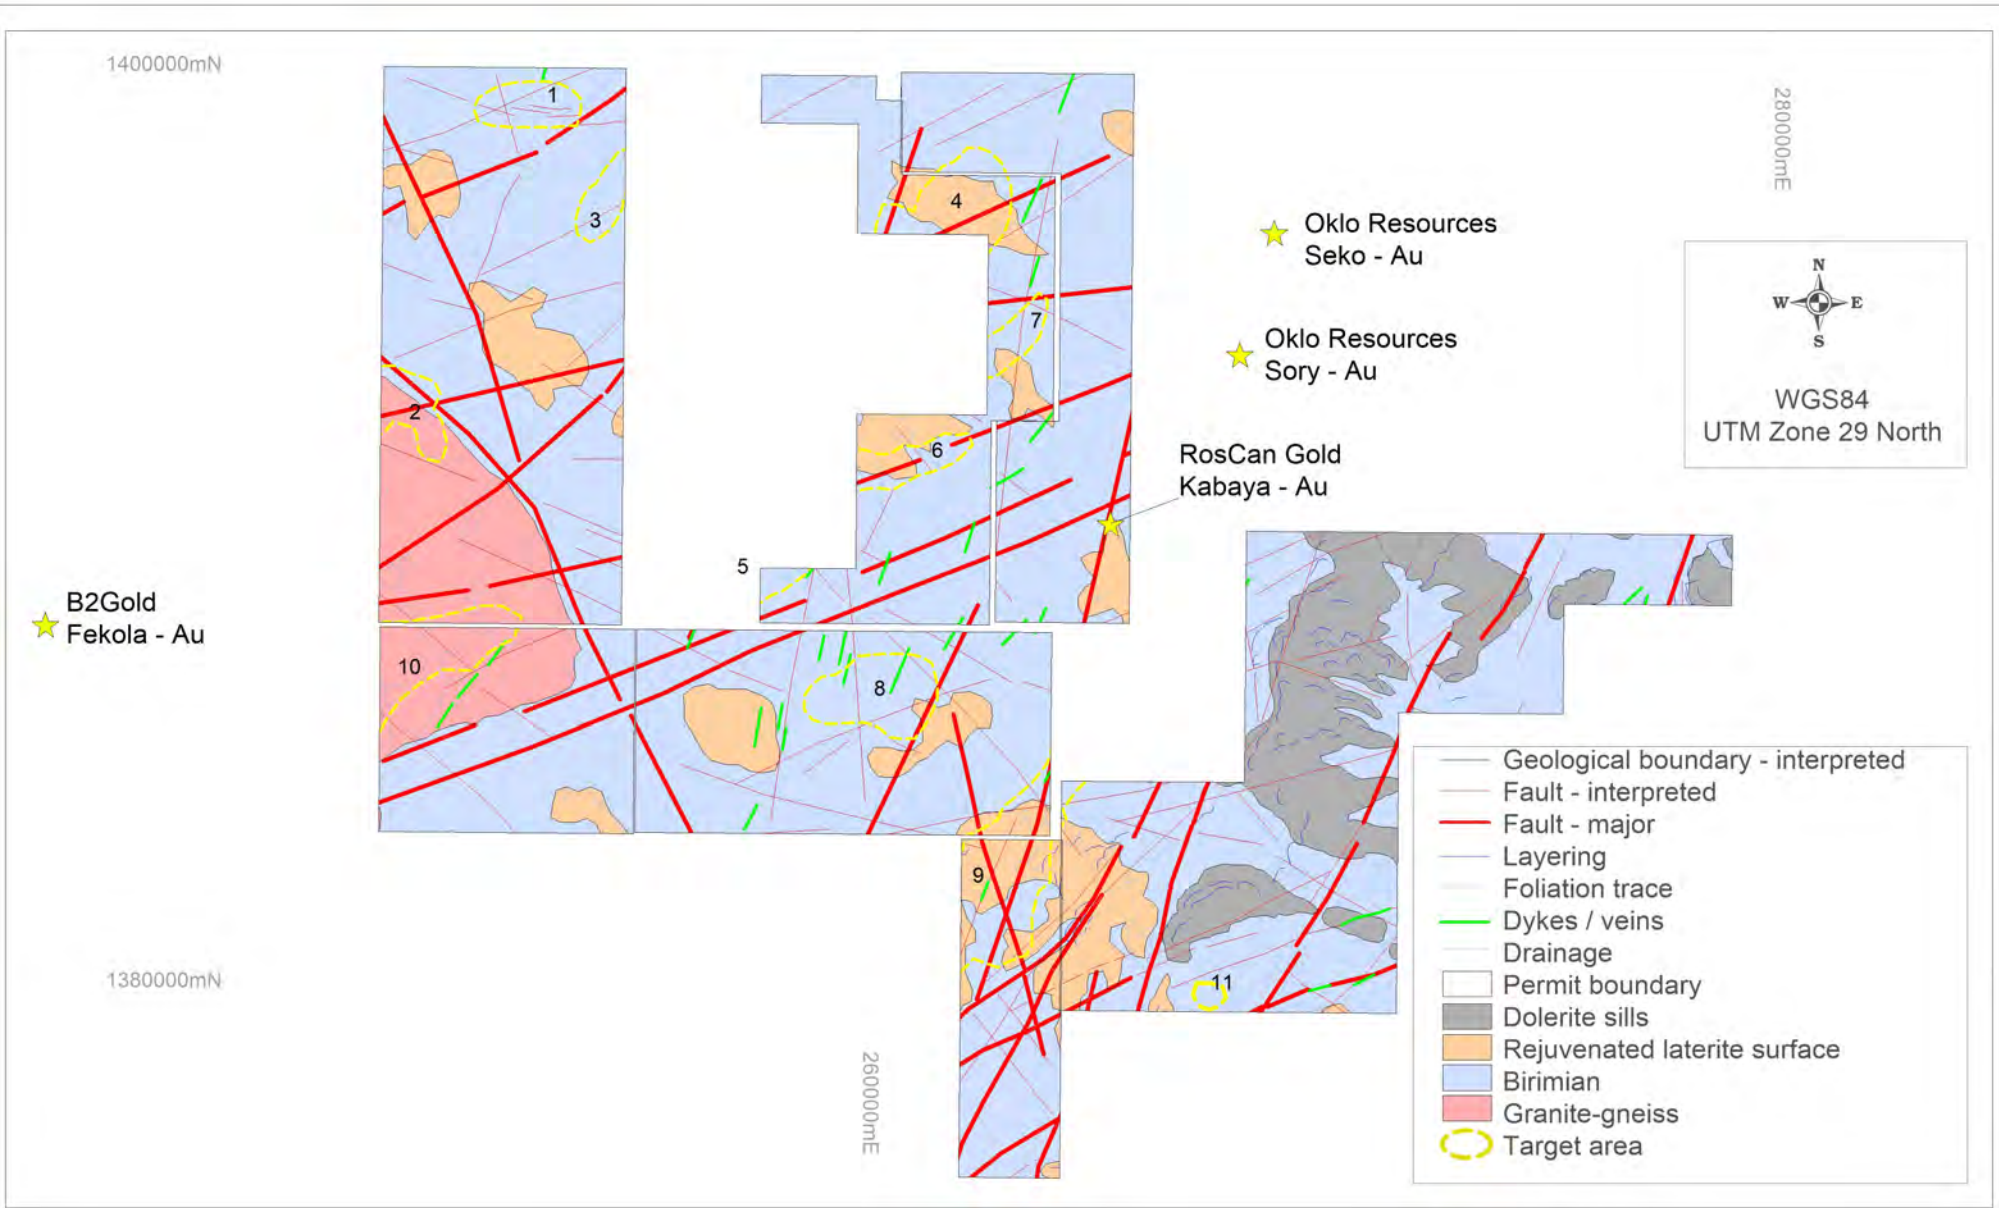 1400000mN
280000mE
1
3
4
Oklo Resources
Seko - Au
N
W E
S
7
Oklo Resources
Sory - Au
WGS84
UTM Zone 29 North
2
6
RosCan Gold
Kabaya - Au
5
B2Gold
Fekola - Au
10
8
9
11
1380000mN
260000mE
Geological boundary - interpreted
Fault - interpreted
Fault - major
Layering
Foliation trace
Dykes / veins
Drainage
Permit boundary
Dolerite sills
Rejuvenated laterite surface
Birimian
Granite-gneiss
Target area